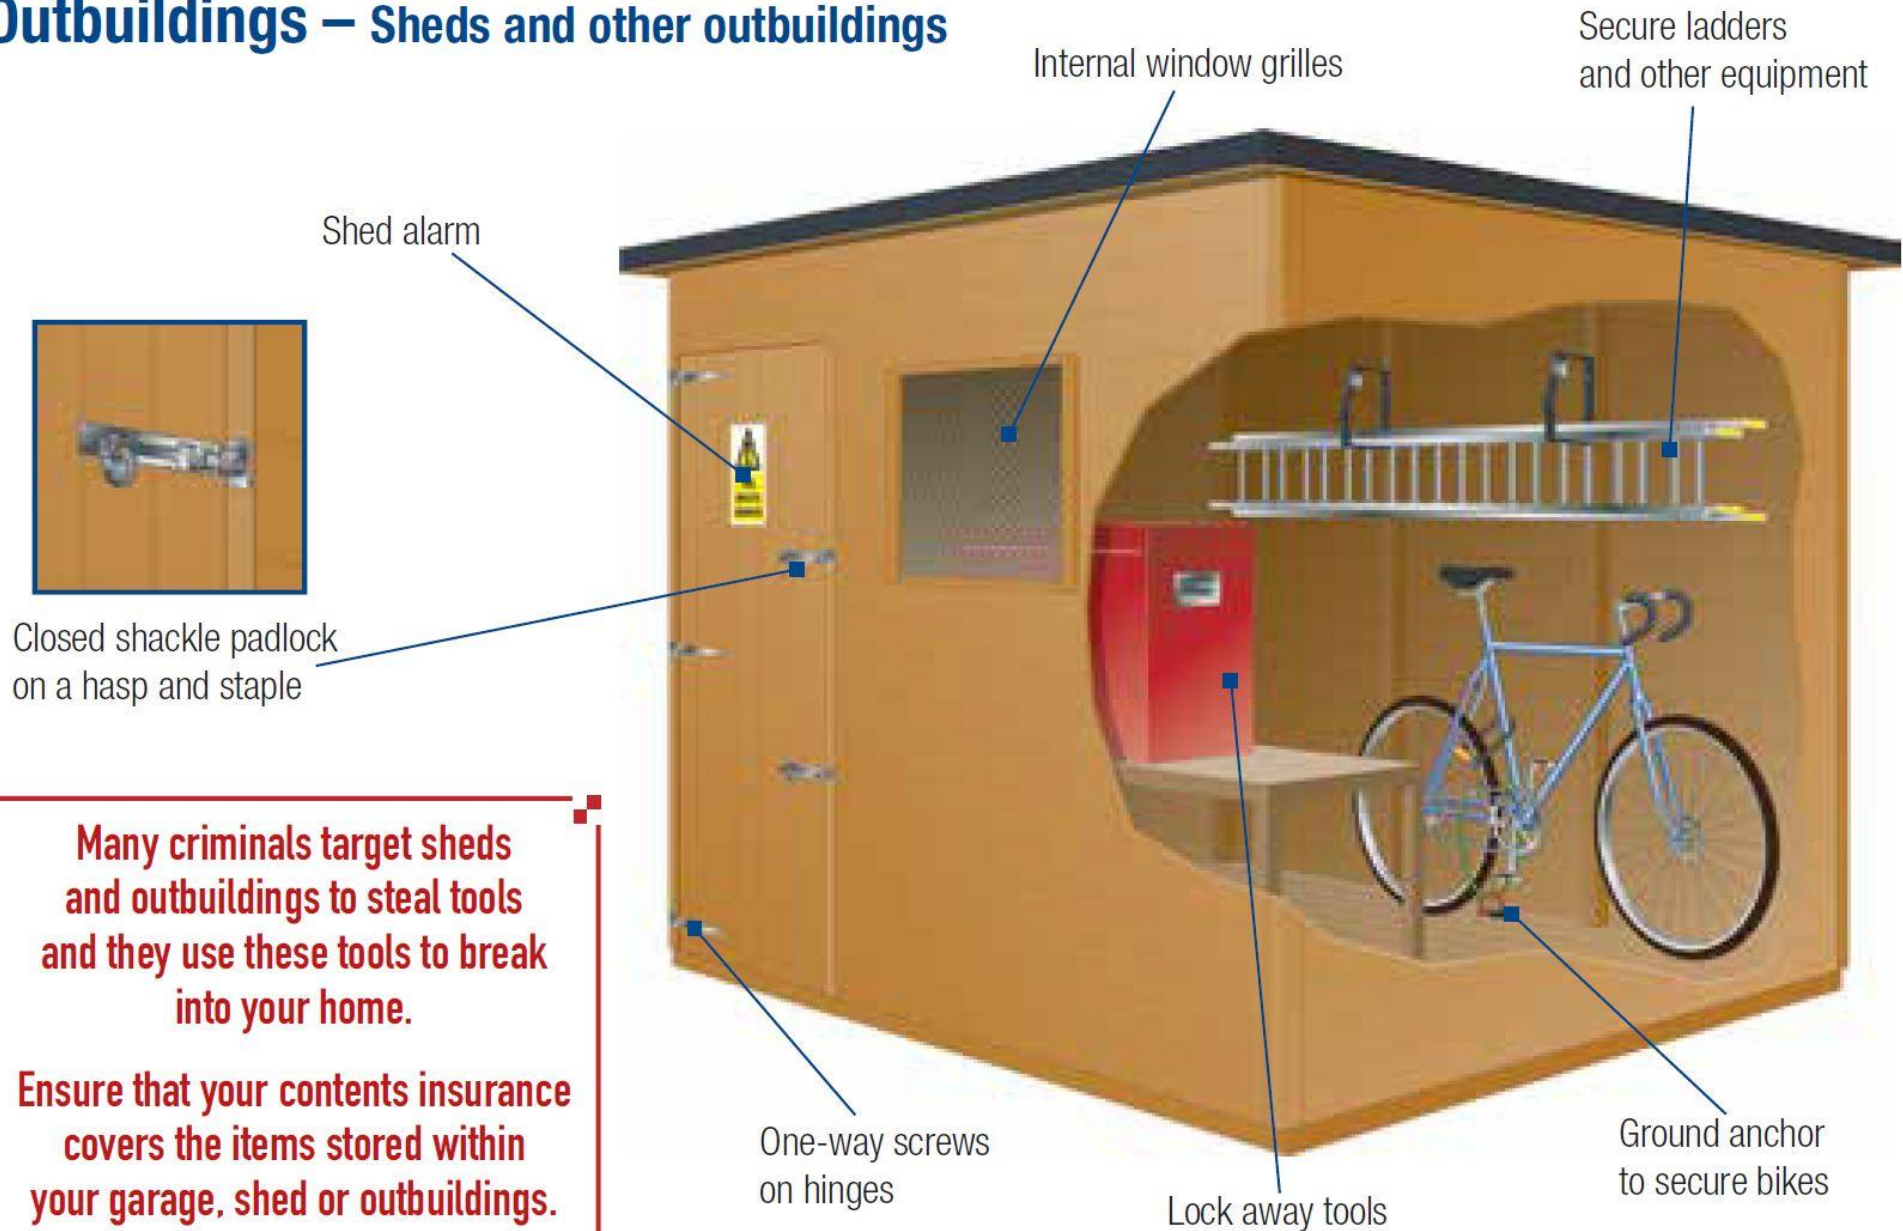 Outbuildings – Sheds and other outbuildings
Internal window grilles
Secure ladders
and other equipment
Shed alarm
Closed shackle padlock
on a hasp and staple
Many criminals target sheds
and outbuildings to steal tools
and they use these tools to break
into your home.
Ensure that your contents insurance
covers the items stored within
your garage, shed or outbuildings.
One-way screws
on hinges
Lock away tools
Ground anchor
to secure bikes